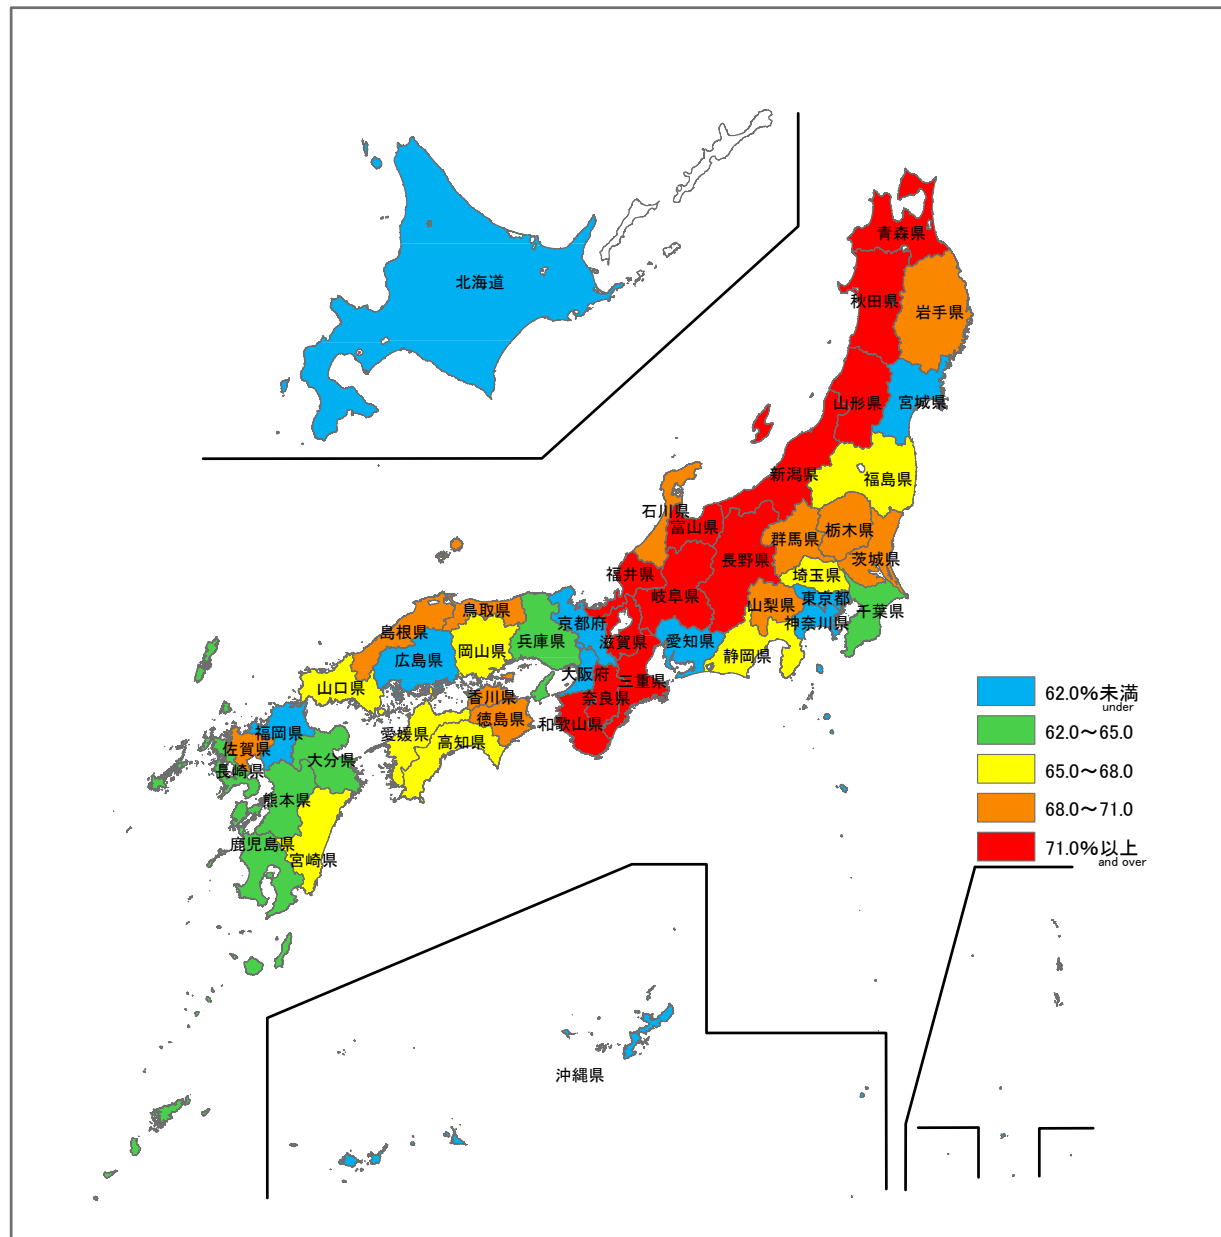 青森県
北海道
秋田県
岩手県
山形県
宮城県
新潟県
福島県
石川県
富山県
栃木県
群馬県
長野県
茨城県
福井県
埼玉県
岐阜県
東京都
山梨県
鳥取県
千葉県
京都府
神奈川県
島根県
兵庫県
滋賀県
愛知県
岡山県
静岡県
広島県
大阪府
三重県
山口県
香川県
奈良県
徳島県
和歌山県
福岡県
愛媛県
高知県
佐賀県
大分県
長崎県
熊本県
鹿児島県
宮崎県
沖縄県
62.0%未満
under
62.0～65.0
65.0～68.0
68.0～71.0
71.0%以上
and over